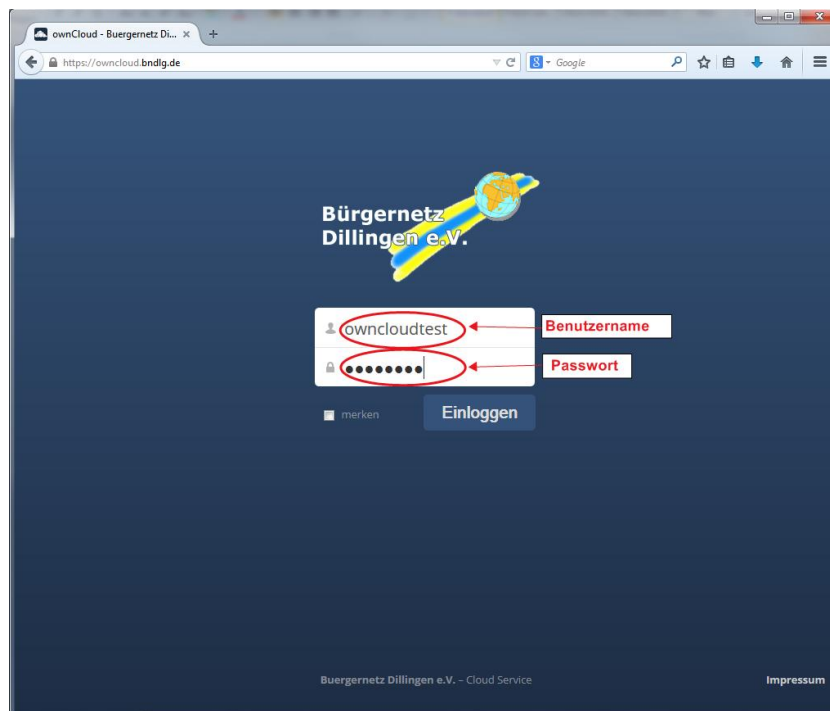 ownCloud - Buergernetz Di...
https://owncloud.bndlg.de
Google
Bürgernetz
Dillingen e.V.
owncloudtest
Benutzername
••••••••
Passwort
merken
Einloggen
Buergernetz Dillingen e.V. – Cloud Service
Impressum